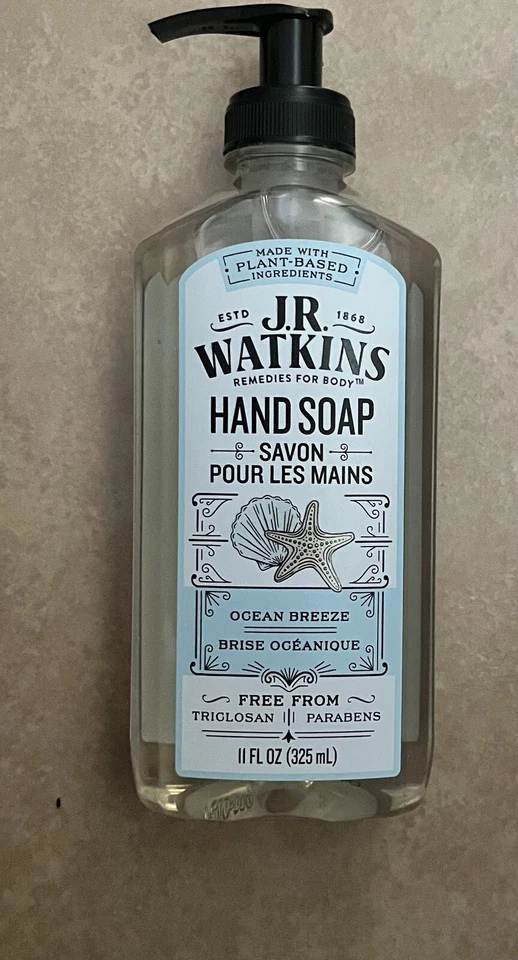 MADE WITH
PLANT-BASED
INGREDIENTS
ESTD J.R. 1868
WATKINS
REMEDIES FOR BODY™
HAND SOAP
SAVON
POUR LES MAINS
OCEAN BREEZE
BRISE OCÉANIQUE
FREE FROM
TRICLOSAN PARABENS
11 FL OZ (325 mL)